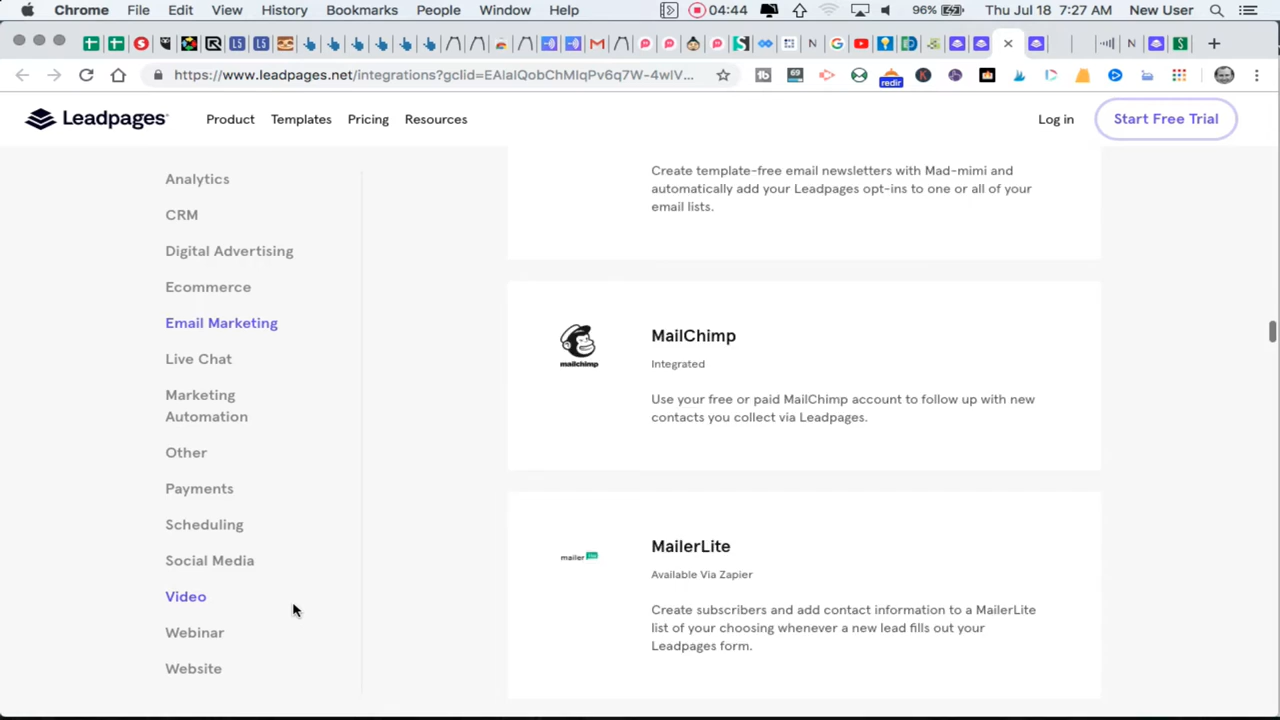 Chrome File Edit View History Bookmarks People Window Help 04:44 96% Thu Jul 18 7:27 AM New User
https://www.leadpages.net/integrations?gclid=EAIaIQobChMIqPv6q7W-4wIV...
69
redir
Leadpages
Product Templates Pricing Resources
Log in
Start Free Trial
Analytics
CRM
Digital Advertising
Ecommerce
Email Marketing
Live Chat
Marketing
Automation
Other
Payments
Scheduling
Social Media
Video
Webinar
Website
Create template-free email newsletters with Mad-mimi and
automatically add your Leadpages opt-ins to one or all of your
email lists.
mailchimp
MailChimp
Integrated
Use your free or paid MailChimp account to follow up with new
contacts you collect via Leadpages.
mailer lite
MailerLite
Available Via Zapier
Create subscribers and add contact information to a MailerLite
list of your choosing whenever a new lead fills out your
Leadpages form.